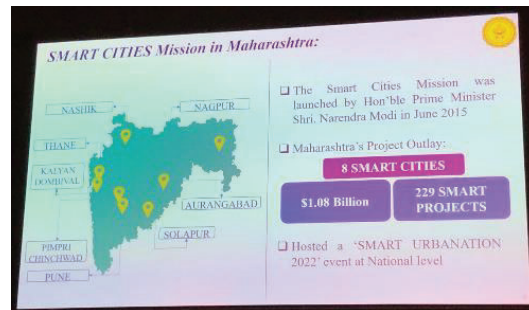 SMART CITIES Mission in Maharashtra:
NASHIK
NAGPUR
THANE
KALYAN
DOMBIVAL
AURANGABAD
SOLAPUR
PIMPRI
CHINCHWAD
PUNE
The Smart Cities Mission was
launched by Hon'ble Prime Minister
Shri. Narendra Modi in June 2015
Maharashtra's Project Outlay:
8 SMART CITIES
$1.08 Billion
229 SMART
PROJECTS
Hosted a 'SMART URBANATION
2022' event at National level